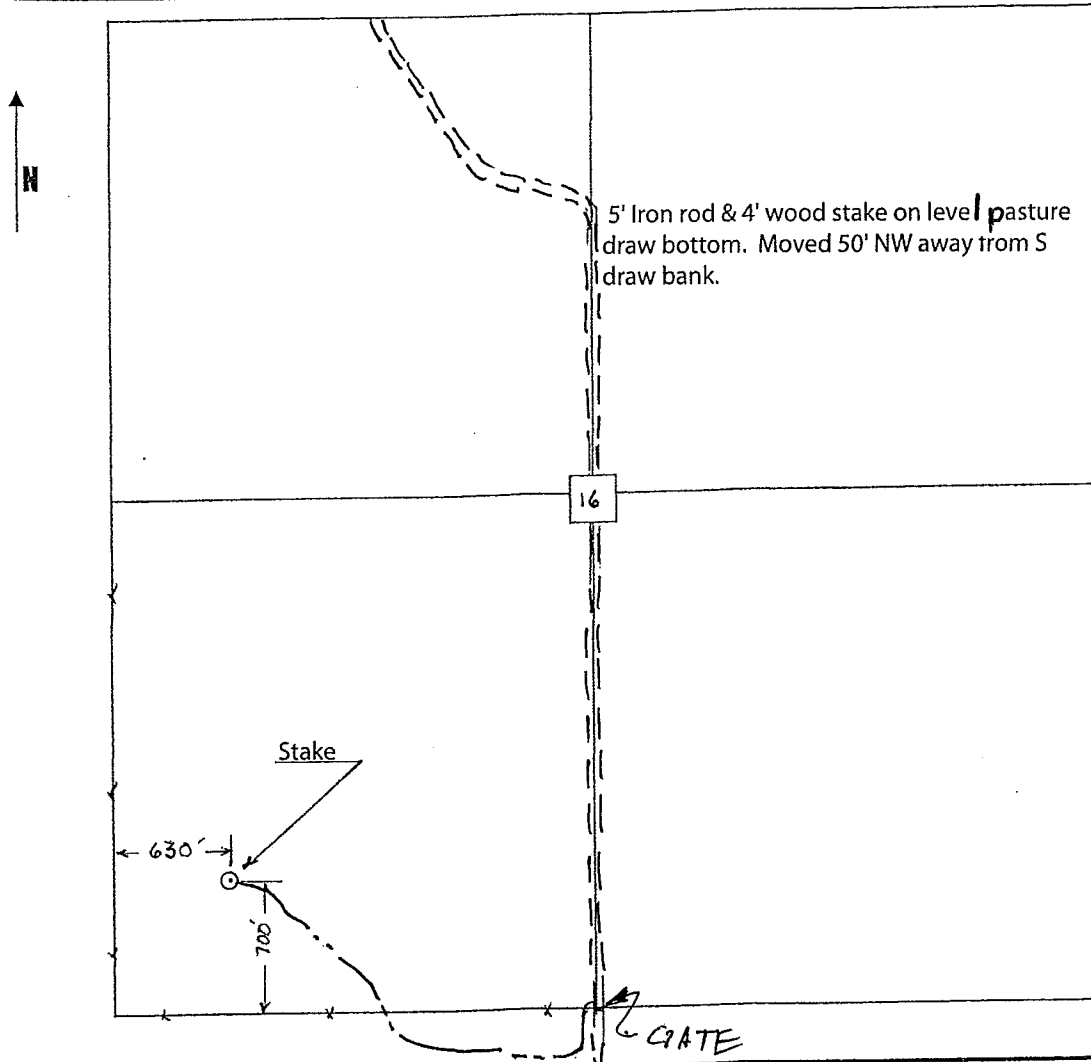 N
5' Iron rod & 4' wood stake on level pasture
draw bottom. Moved 50' NW away from S
draw bank.
16
Stake
630'
700'
GATE